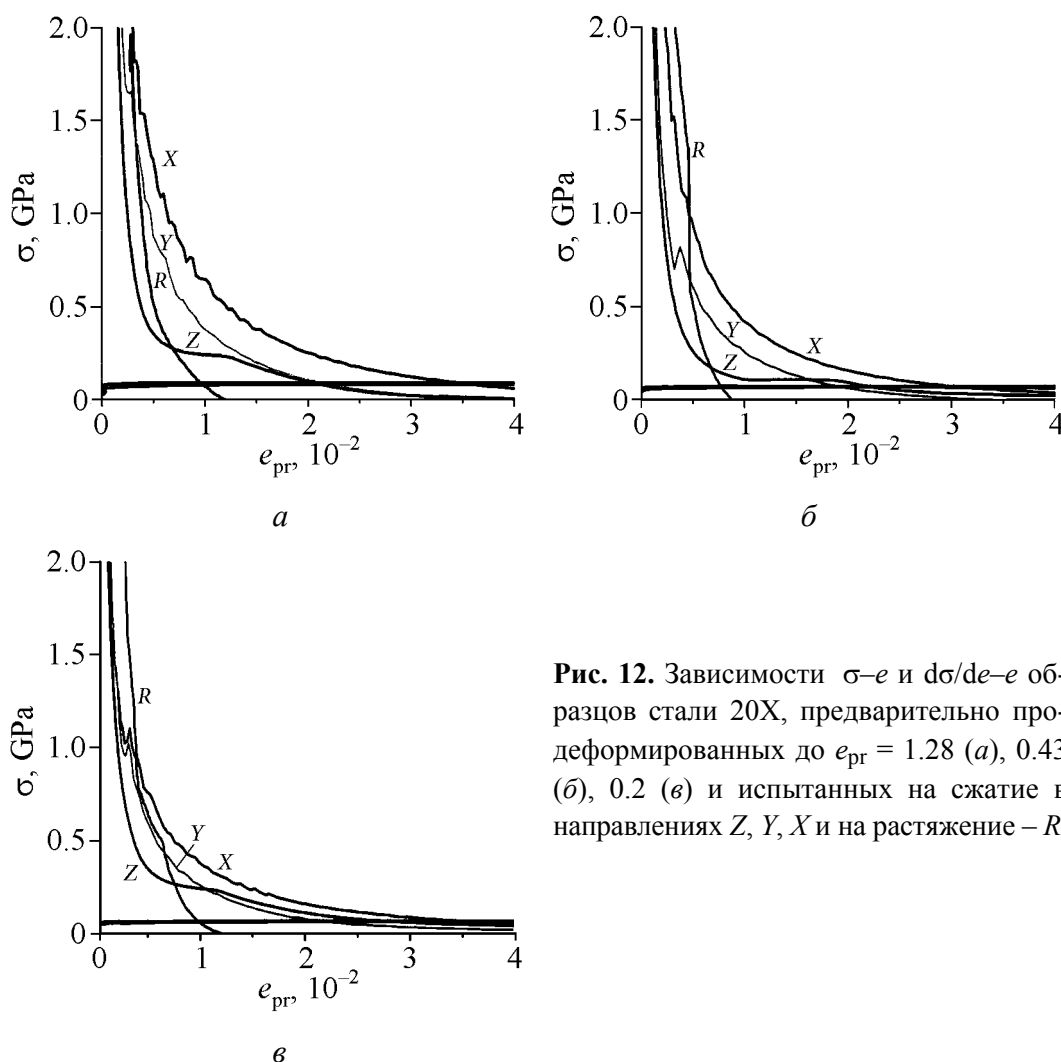 2.0
1.5
1.0
0.5
0
σ, GPa
X
Y
R
Z
1 2 3 4
e_pr, 10^-2
а
2.0
1.5
1.0
0.5
0
σ, GPa
R
Y
Z
X
0 1 2 3 4
e_pr, 10^-2
б
2.0
1.5
1.0
0.5
0
σ, GPa
R
Y
Z
X
0 1 2 3 4
e_pr, 10^-2
в
Рис. 12. Зависимости σ–e и dσ/de–e об-
разцов стали 20Х, предварительно про-
деформированных до e_pr = 1.28 (а), 0.43
(б), 0.2 (в) и испытанных на сжатие в
направлениях Z, Y, X и на растяжение – R